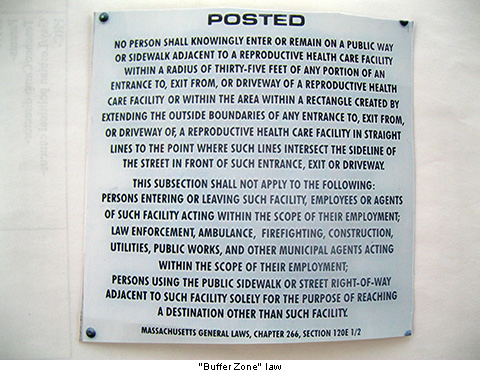 POSTED
NO PERSON SHALL KNOWINGLY ENTER OR REMAIN ON A PUBLIC WAY
OR SIDEWALK ADJACENT TO A REPRODUCTIVE HEALTH CARE FACILITY
WITHIN A RADIUS OF THIRTY-FIVE FEET OF ANY PORTION OF AN
ENTRANCE TO, EXIT FROM, OR DRIVEWAY OF A REPRODUCTIVE HEALTH
CARE FACILITY OR WITHIN THE AREA WITHIN A RECTANGLE CREATED BY
EXTENDING THE OUTSIDE BOUNDARIES OF ANY ENTRANCE TO, EXIT FROM,
OR DRIVEWAY OF, A REPRODUCTIVE HEALTH CARE FACILITY IN STRAIGHT
LINES TO THE POINT WHERE SUCH LINES INTERSECT THE SIDELINE OF
THE STREET IN FRONT OF SUCH ENTRANCE, EXIT OR DRIVEWAY.
THIS SUBSECTION SHALL NOT APPLY TO THE FOLLOWING:
PERSONS ENTERING OR LEAVING SUCH FACILITY, EMPLOYEES OR AGENTS
OF SUCH FACILITY ACTING WITHIN THE SCOPE OF THEIR EMPLOYMENT;
LAW ENFORCEMENT, AMBULANCE, FIREFIGHTING, CONSTRUCTION,
UTILITIES, PUBLIC WORKS, AND OTHER MUNICIPAL AGENTS ACTING
WITHIN THE SCOPE OF THEIR EMPLOYMENT;
PERSONS USING THE PUBLIC SIDEWALK OR STREET RIGHT-OF-WAY
ADJACENT TO SUCH FACILITY SOLELY FOR THE PURPOSE OF REACHING
A DESTINATION OTHER THAN SUCH FACILITY.
MASSACHUSETTS GENERAL LAWS, CHAPTER 266, SECTION 120E 1/2
"Buffer Zone" law